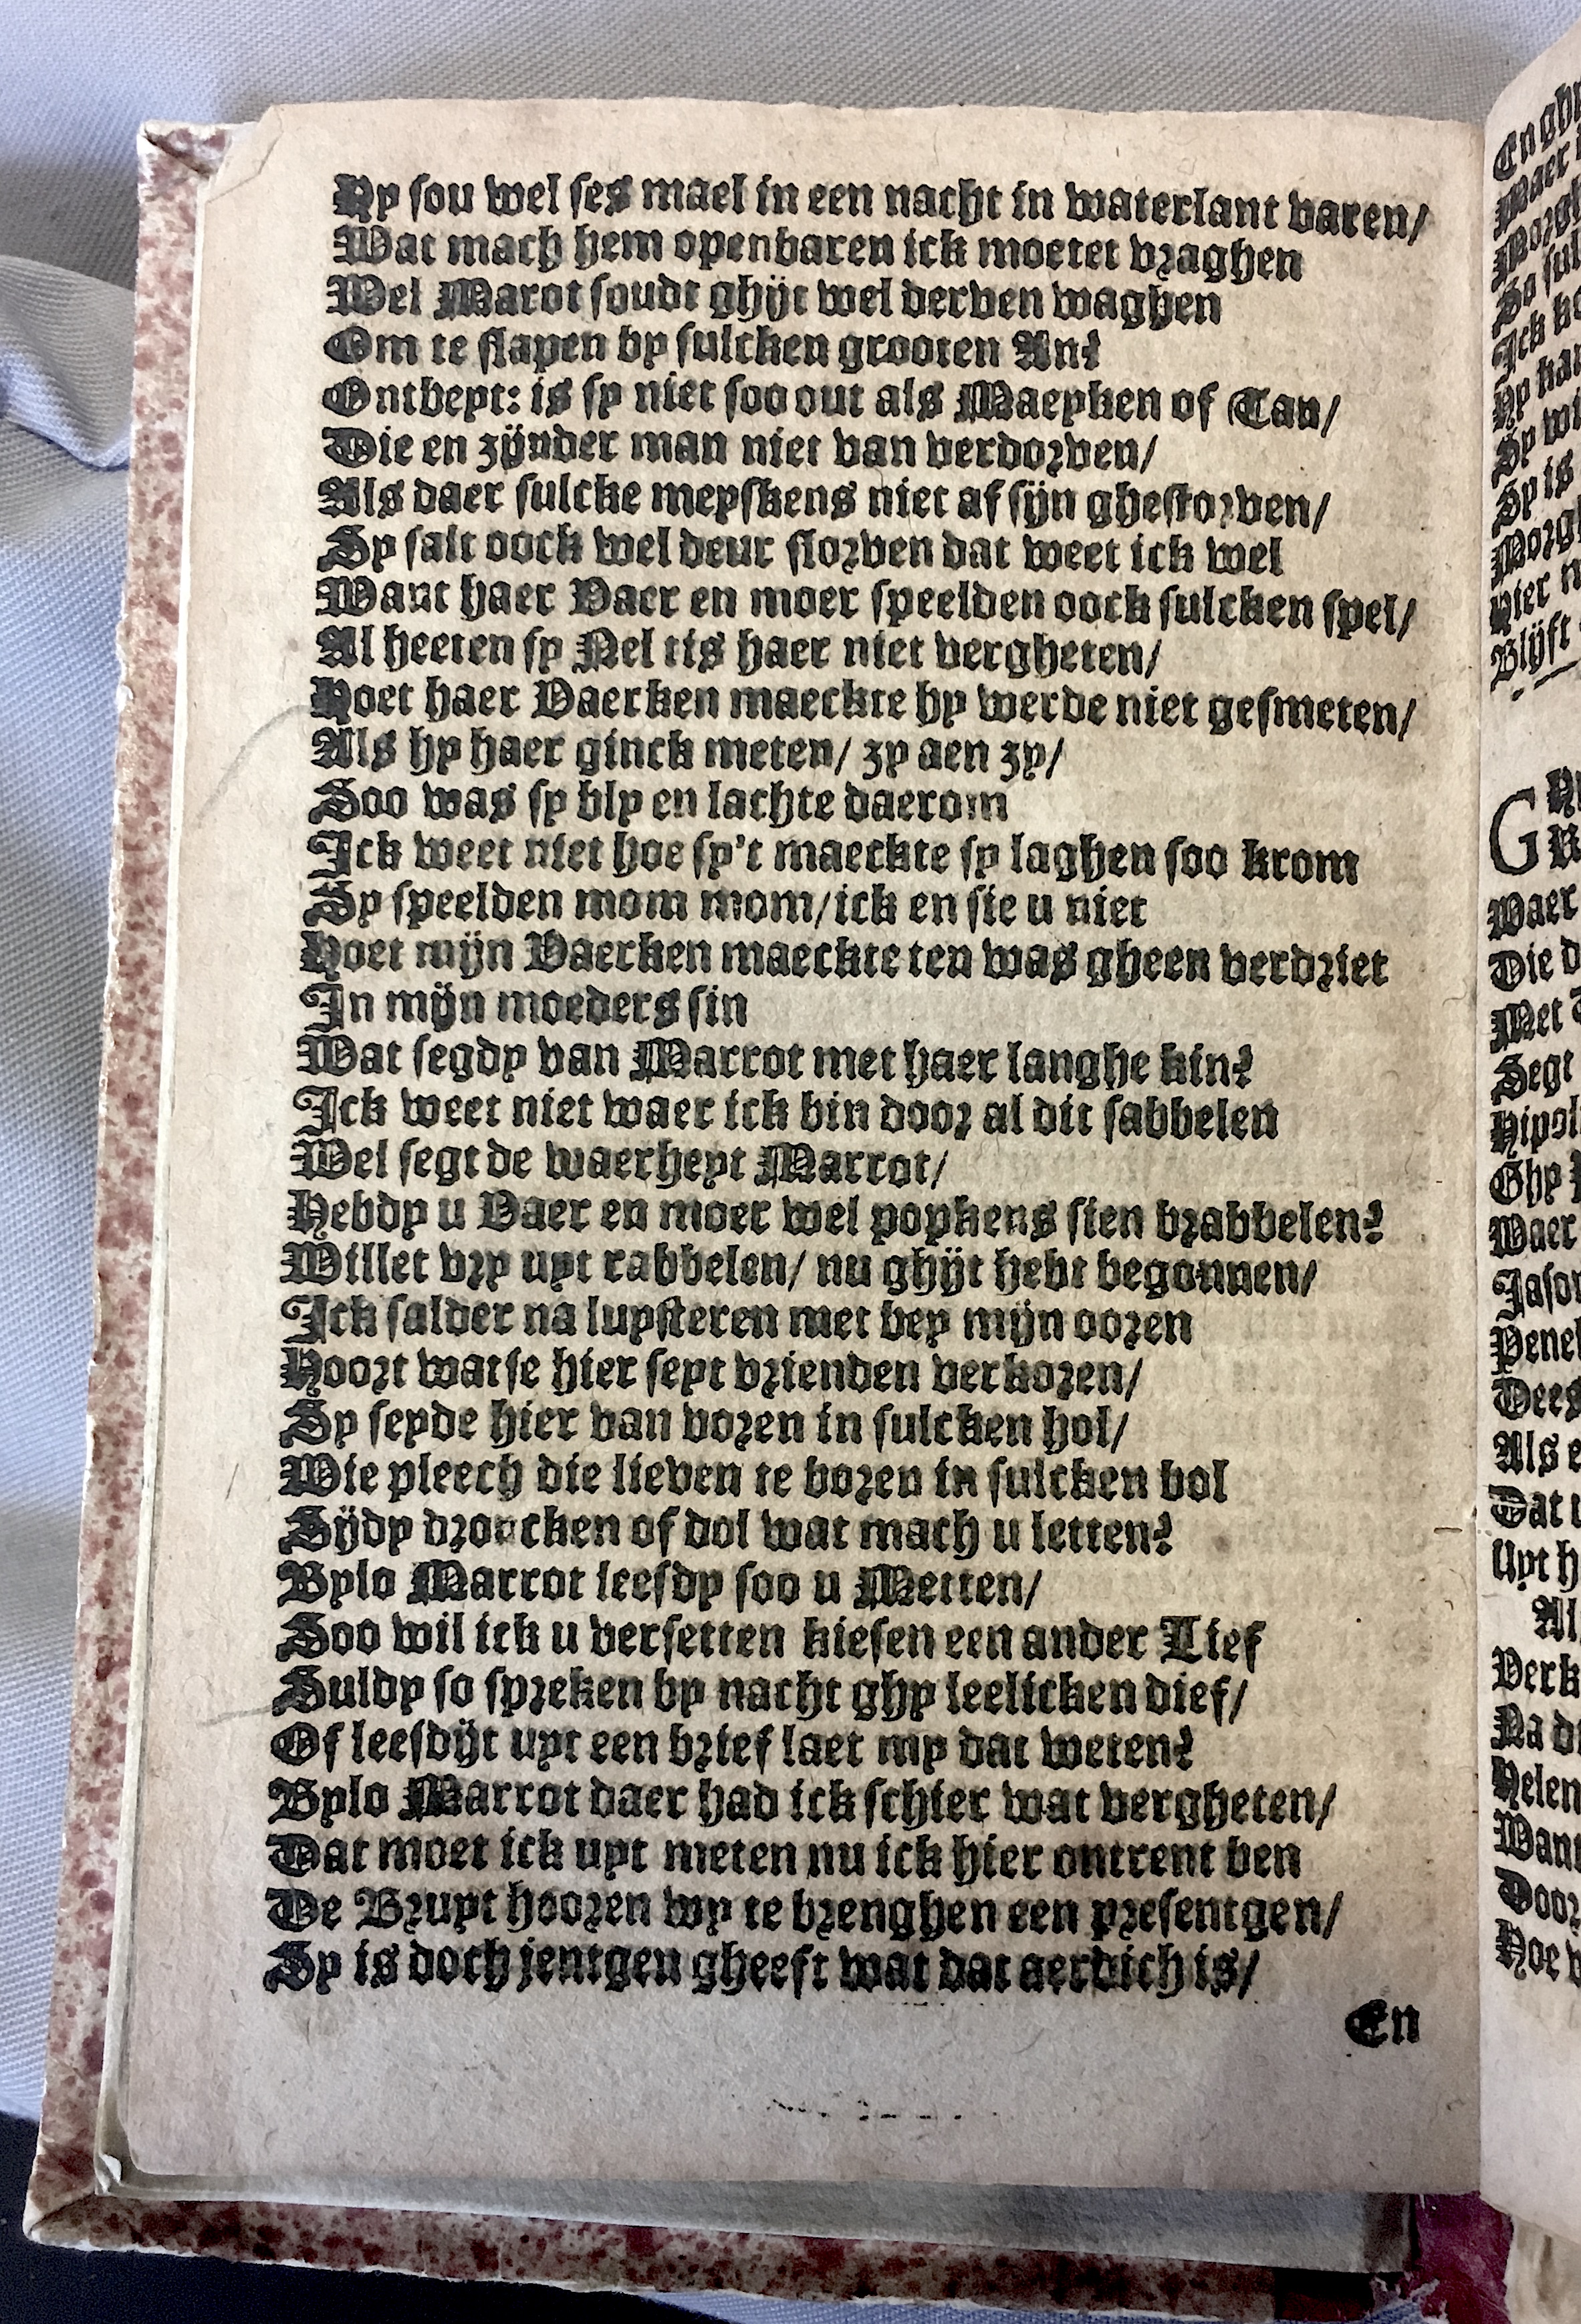 Hy sou wel ses mael in een nacht in waterlant varen/
Wat mach hem openbaren ick moetet vraghen
Wel Marot soudt ghijt wel derven waghen
Om te slapen by sulcken grooten An?
Ontbeyt: is sy niet soo out als Maeyken of Tan/
Die en zijnder man niet van verdorven/
Als daer sulcke meyskens niet af sijn ghestorven/
Sy salt oock wel deur slorven dat weet ick wel
Want haer Vaer en moer speelden oock sulcken spel/
Al heeten sy Nel tis haer niet vergheten/
Hoet haer Vaerken maeckte hy werde niet gesmeten/
Als hy haer ginck meten/ zy aen zy/
Soo was sy bly en lachte daerom
Ick weet niet hoe sy't maeckte sy laghen soo krom
Sy speelden mom mom/ ick en sie u niet
Hoet mijn Vaerken maeckte ten was gheen verdriet
In mijn moeders sin
Wat segdy van Marrot met haer langhe kin?
Ick weet niet waer ick bin door al dit sabbelen
Wel segt de waerheyt Marrot/
Hebdy u Vaer en moer wel popkens sien brabbelen?
Willet vry uyt rabbelen/ nu ghijt hebt begonnen/
Ick salder na luysteren met bey mijn ooren
Hoort watse hier seyt vrienden verkoren/
Sy seyde hier van voren in sulcken hol/
Wie pleech die lieven te voren in sulcken bol
Sijdy droncken of dol wat mach u letten?
Bylo Marrot leesdy soo u Metten/
Soo wil ick u versetten kiesen een ander Lief
Suldy so spreken by nacht ghy leelicken dief/
Of leesdijt uyt een brief laet my dat weten?
Bylo Marrot daer had ick schier wat vergheten/
Dat moet ick uyt meten nu ick hier ontrent ben
De Bruyt hooren wy te brenghen een presentgen/
Sy is doch jentgen gheeft wat dat aerdich is/
En